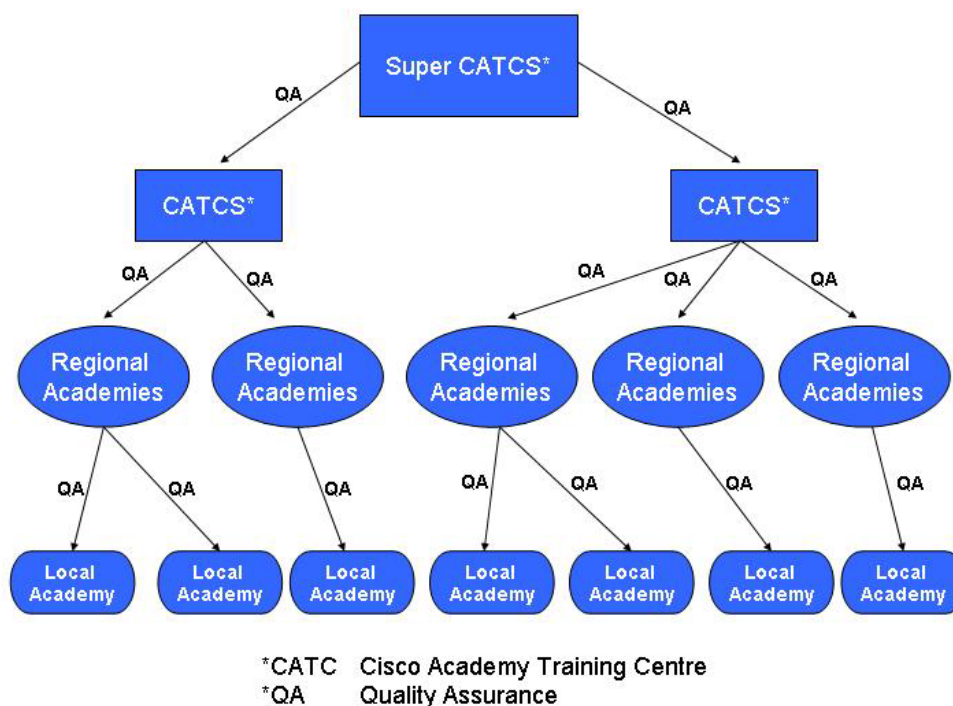 Super CATCS*
QA
QA
CATCS*
CATCS*
QA
QA
QA
QA
QA
Regional
Academies
Regional
Academies
Regional
Academies
Regional
Academies
Regional
Academies
QA
QA
QA
QA
QA
QA
QA
Local
Academy
Local
Academy
Local
Academy
Local
Academy
Local
Academy
Local
Academy
Local
Academy
*CATC Cisco Academy Training Centre
*QA Quality Assurance